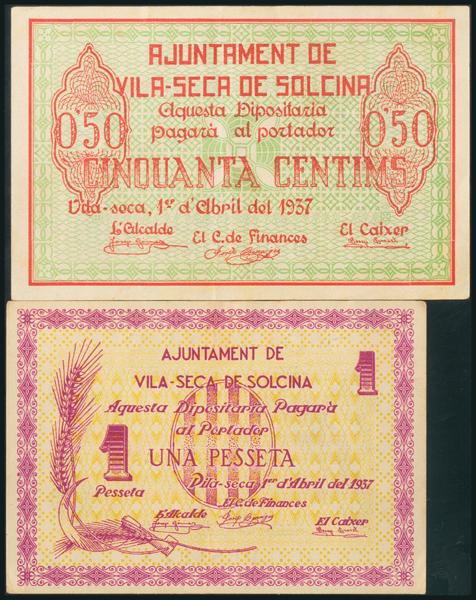 AJUNTAMENT DE
VILA-SECA DE SOLCINA
Aquesta Dipositaria
pagarà al portador
0'50
0'50
CINQUANTA CENTIMS
Vila-seca, 1er d'Abril del 1937
L'Alcalde
El C. de Finances
El Caixer
AJUNTAMENT DE
VILA-SECA DE SOLCINA
1
Aquesta Dipositaria Pagarà
al Portador
1
UNA PESSETA
Pesseta
Vila-seca, 1er d'Abril del 1937
El C. de Finances
L'Alcalde
El Caixer